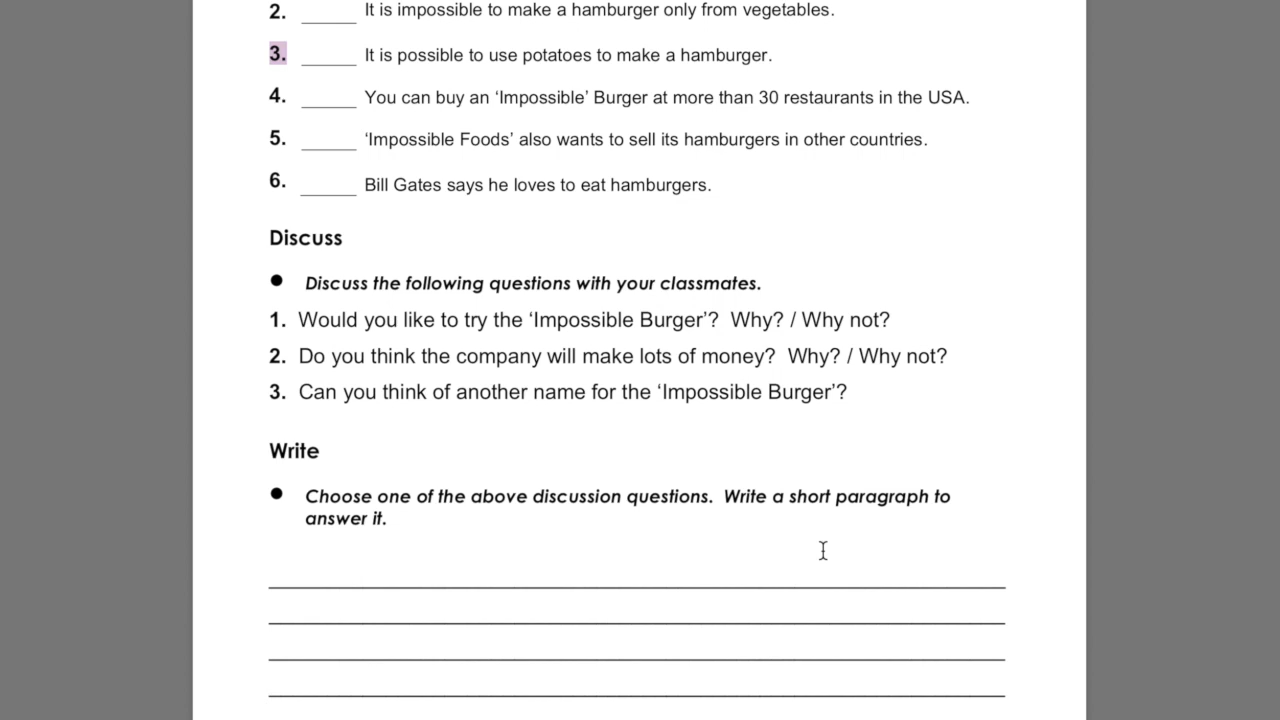 2. ______ It is impossible to make a hamburger only from vegetables.
3. ______ It is possible to use potatoes to make a hamburger.
4. ______ You can buy an ‘Impossible’ Burger at more than 30 restaurants in the USA.
5. ______ ‘Impossible Foods’ also wants to sell its hamburgers in other countries.
6. ______ Bill Gates says he loves to eat hamburgers.
Discuss
● Discuss the following questions with your classmates.
1. Would you like to try the ‘Impossible Burger’? Why? / Why not?
2. Do you think the company will make lots of money? Why? / Why not?
3. Can you think of another name for the ‘Impossible Burger’?
Write
● Choose one of the above discussion questions. Write a short paragraph to
answer it.